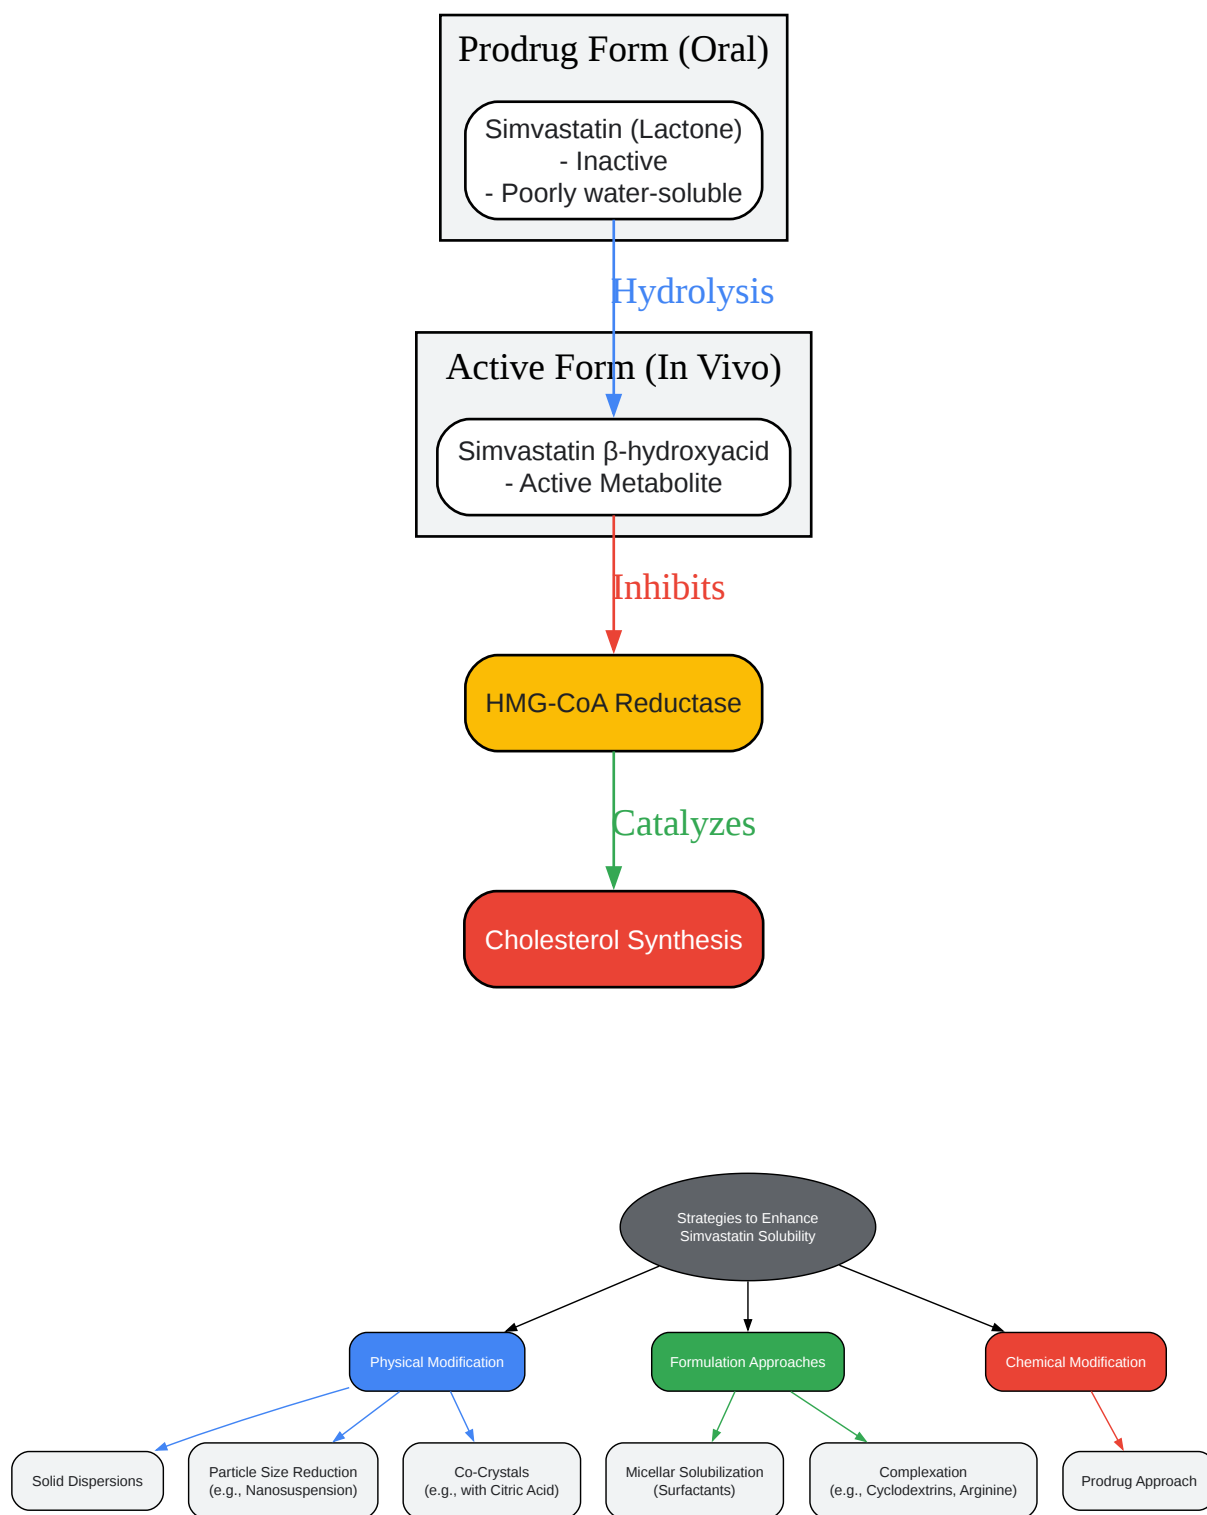 Prodrug Form (Oral)
Simvastatin (Lactone)
- Inactive
- Poorly water-soluble
Hydrolysis
Active Form (In Vivo)
Simvastatin β-hydroxyacid
- Active Metabolite
Inhibits
HMG-CoA Reductase
Catalyzes
Cholesterol Synthesis
Strategies to Enhance
Simvastatin Solubility
Physical Modification
Formulation Approaches
Chemical Modification
Solid Dispersions
Particle Size Reduction
(e.g., Nanosuspension)
Co-Crystals
(e.g., with Citric Acid)
Micellar Solubilization
(Surfactants)
Complexation
(e.g., Cyclodextrins, Arginine)
Prodrug Approach